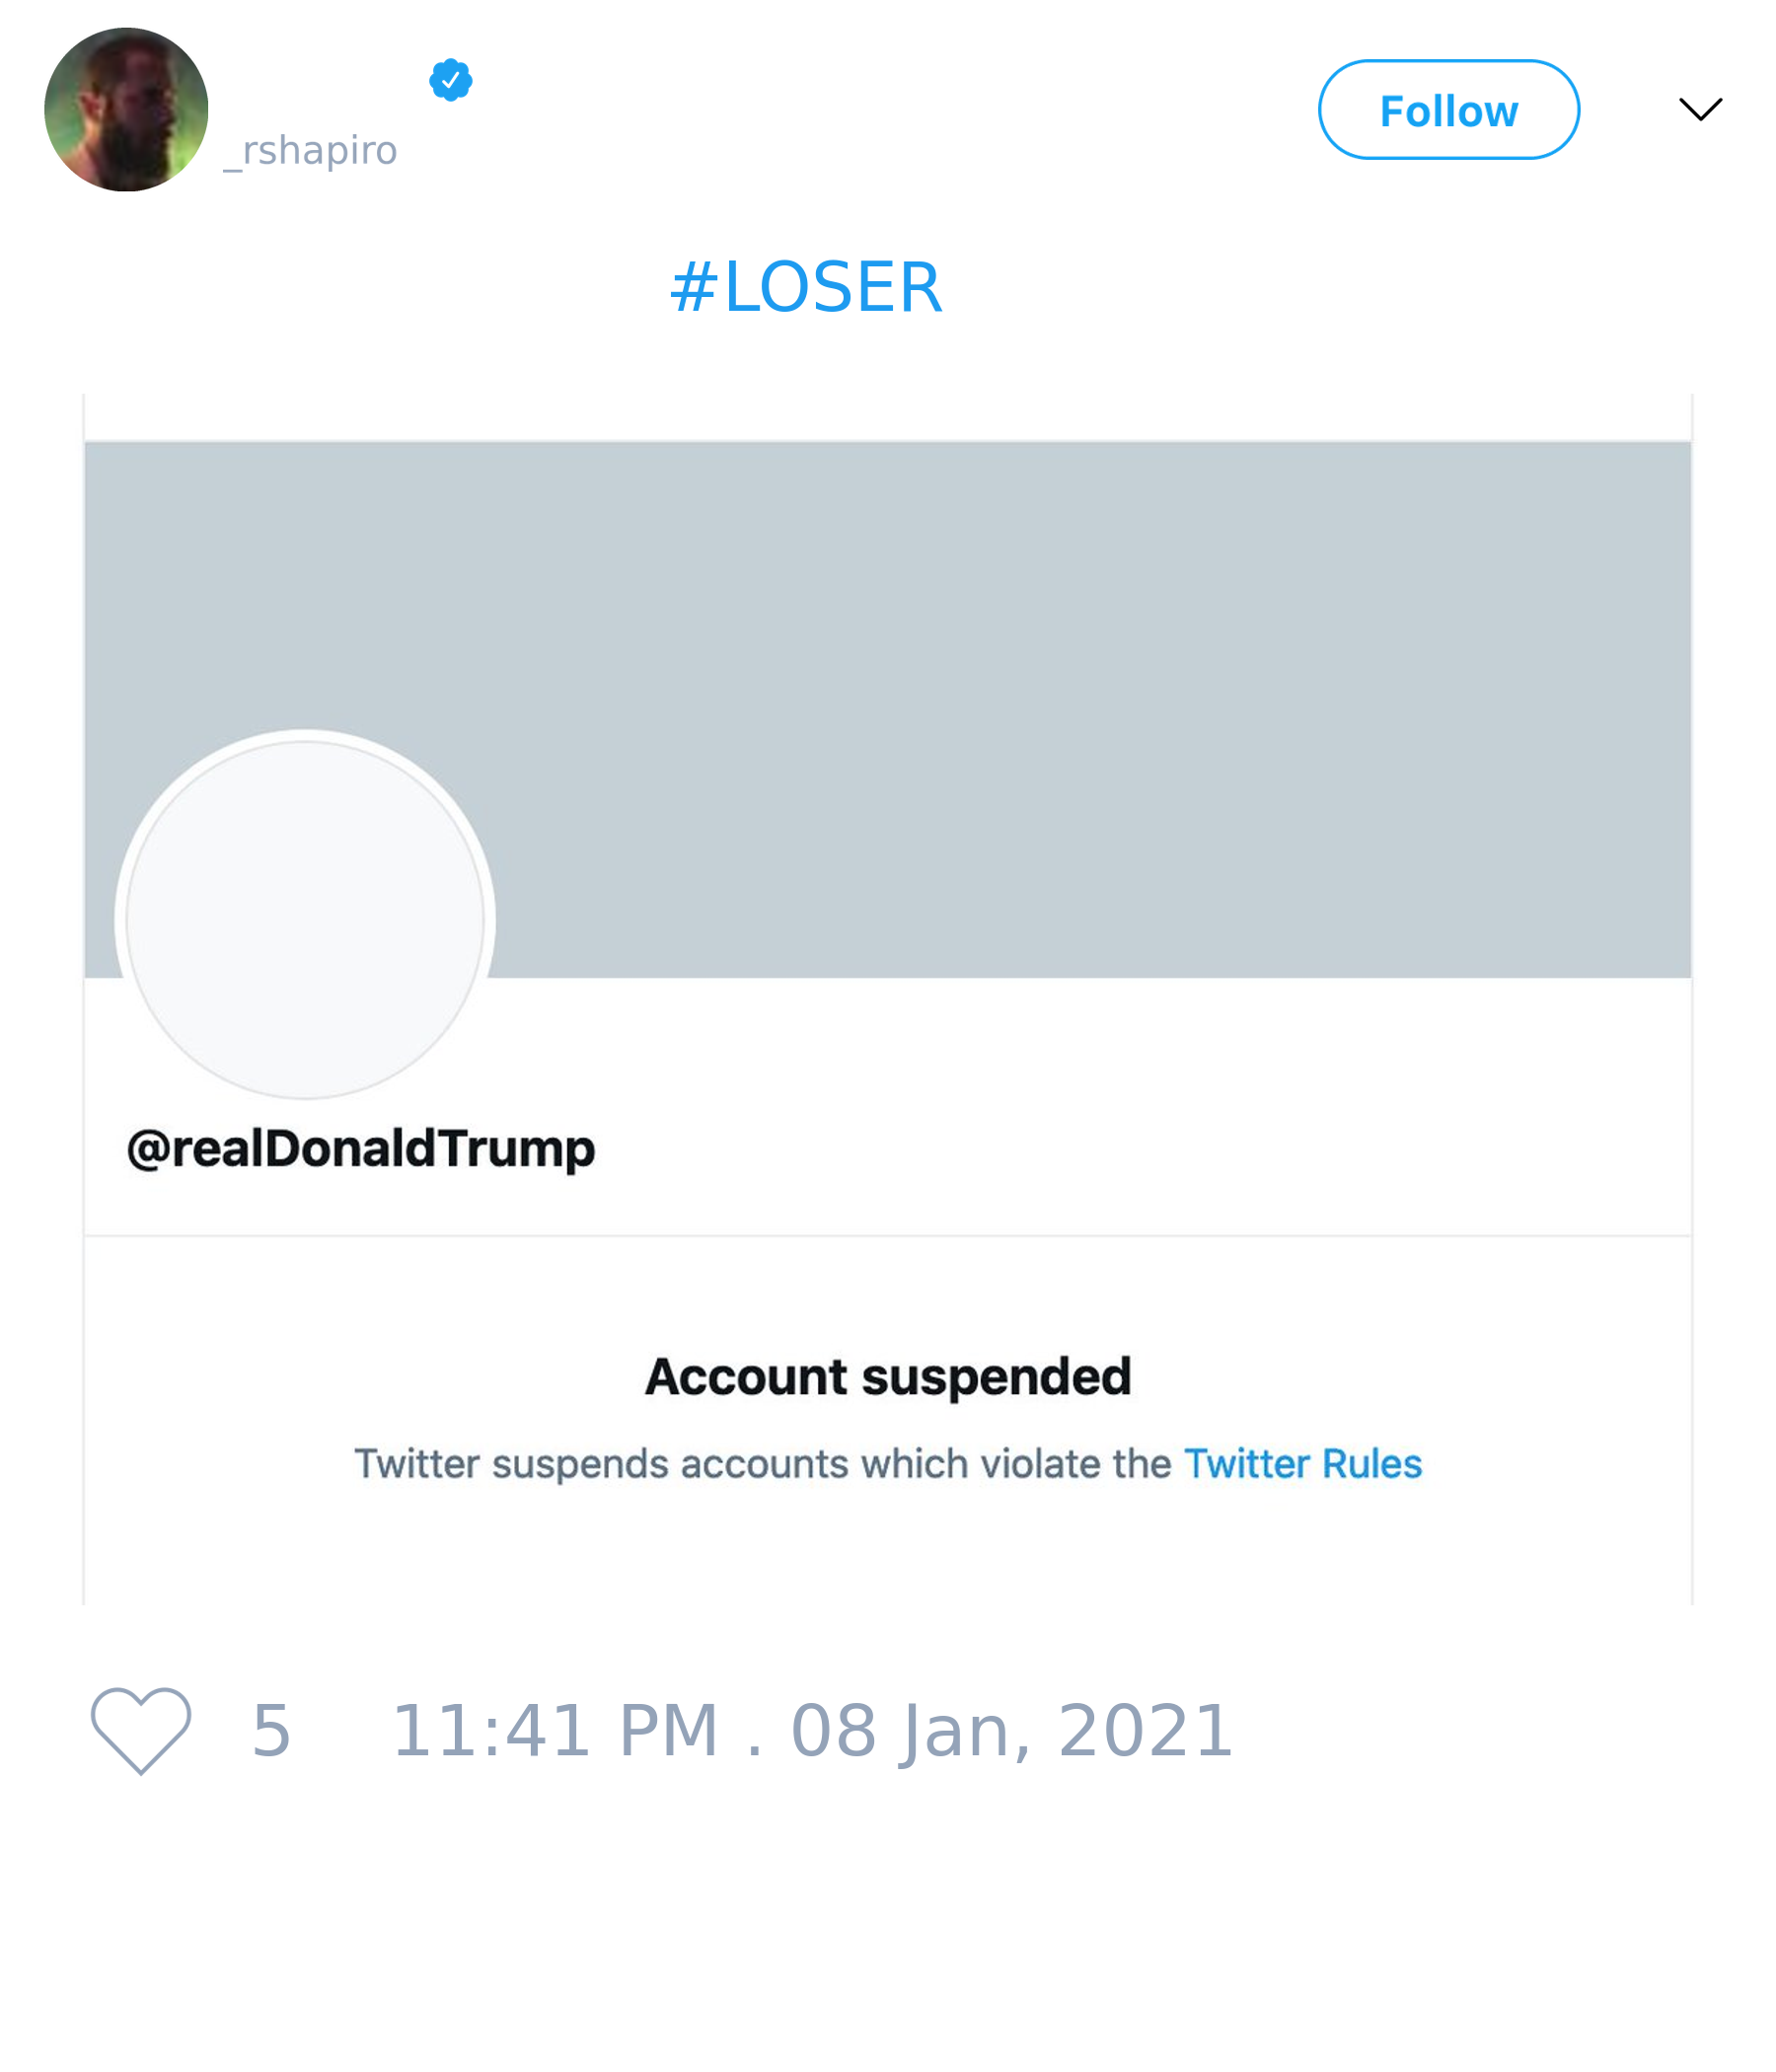 _rshapiro
Follow
#LOSER
@realDonaldTrump
Account suspended
Twitter suspends accounts which violate the Twitter Rules
5 11:41 PM . 08 Jan, 2021